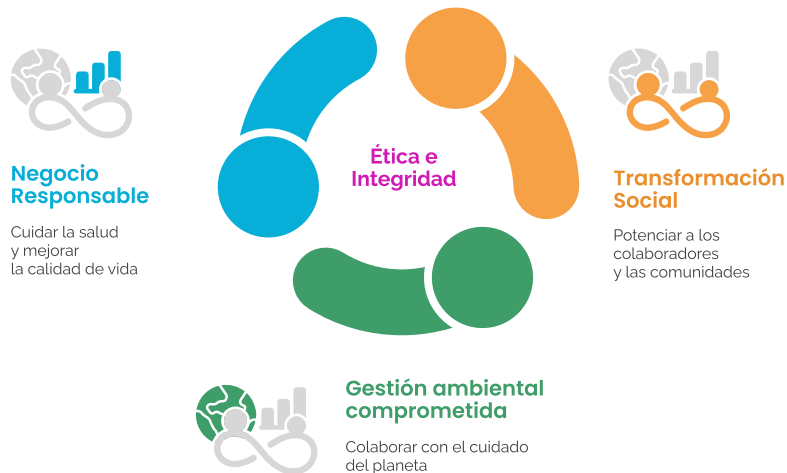 Ética e
Integridad
Negocio
Responsable
Cuidar la salud
y mejorar
la calidad de vida
Transformación
Social
Potenciar a los
colaboradores
y las comunidades
Gestión ambiental
comprometida
Colaborar con el cuidado
del planeta